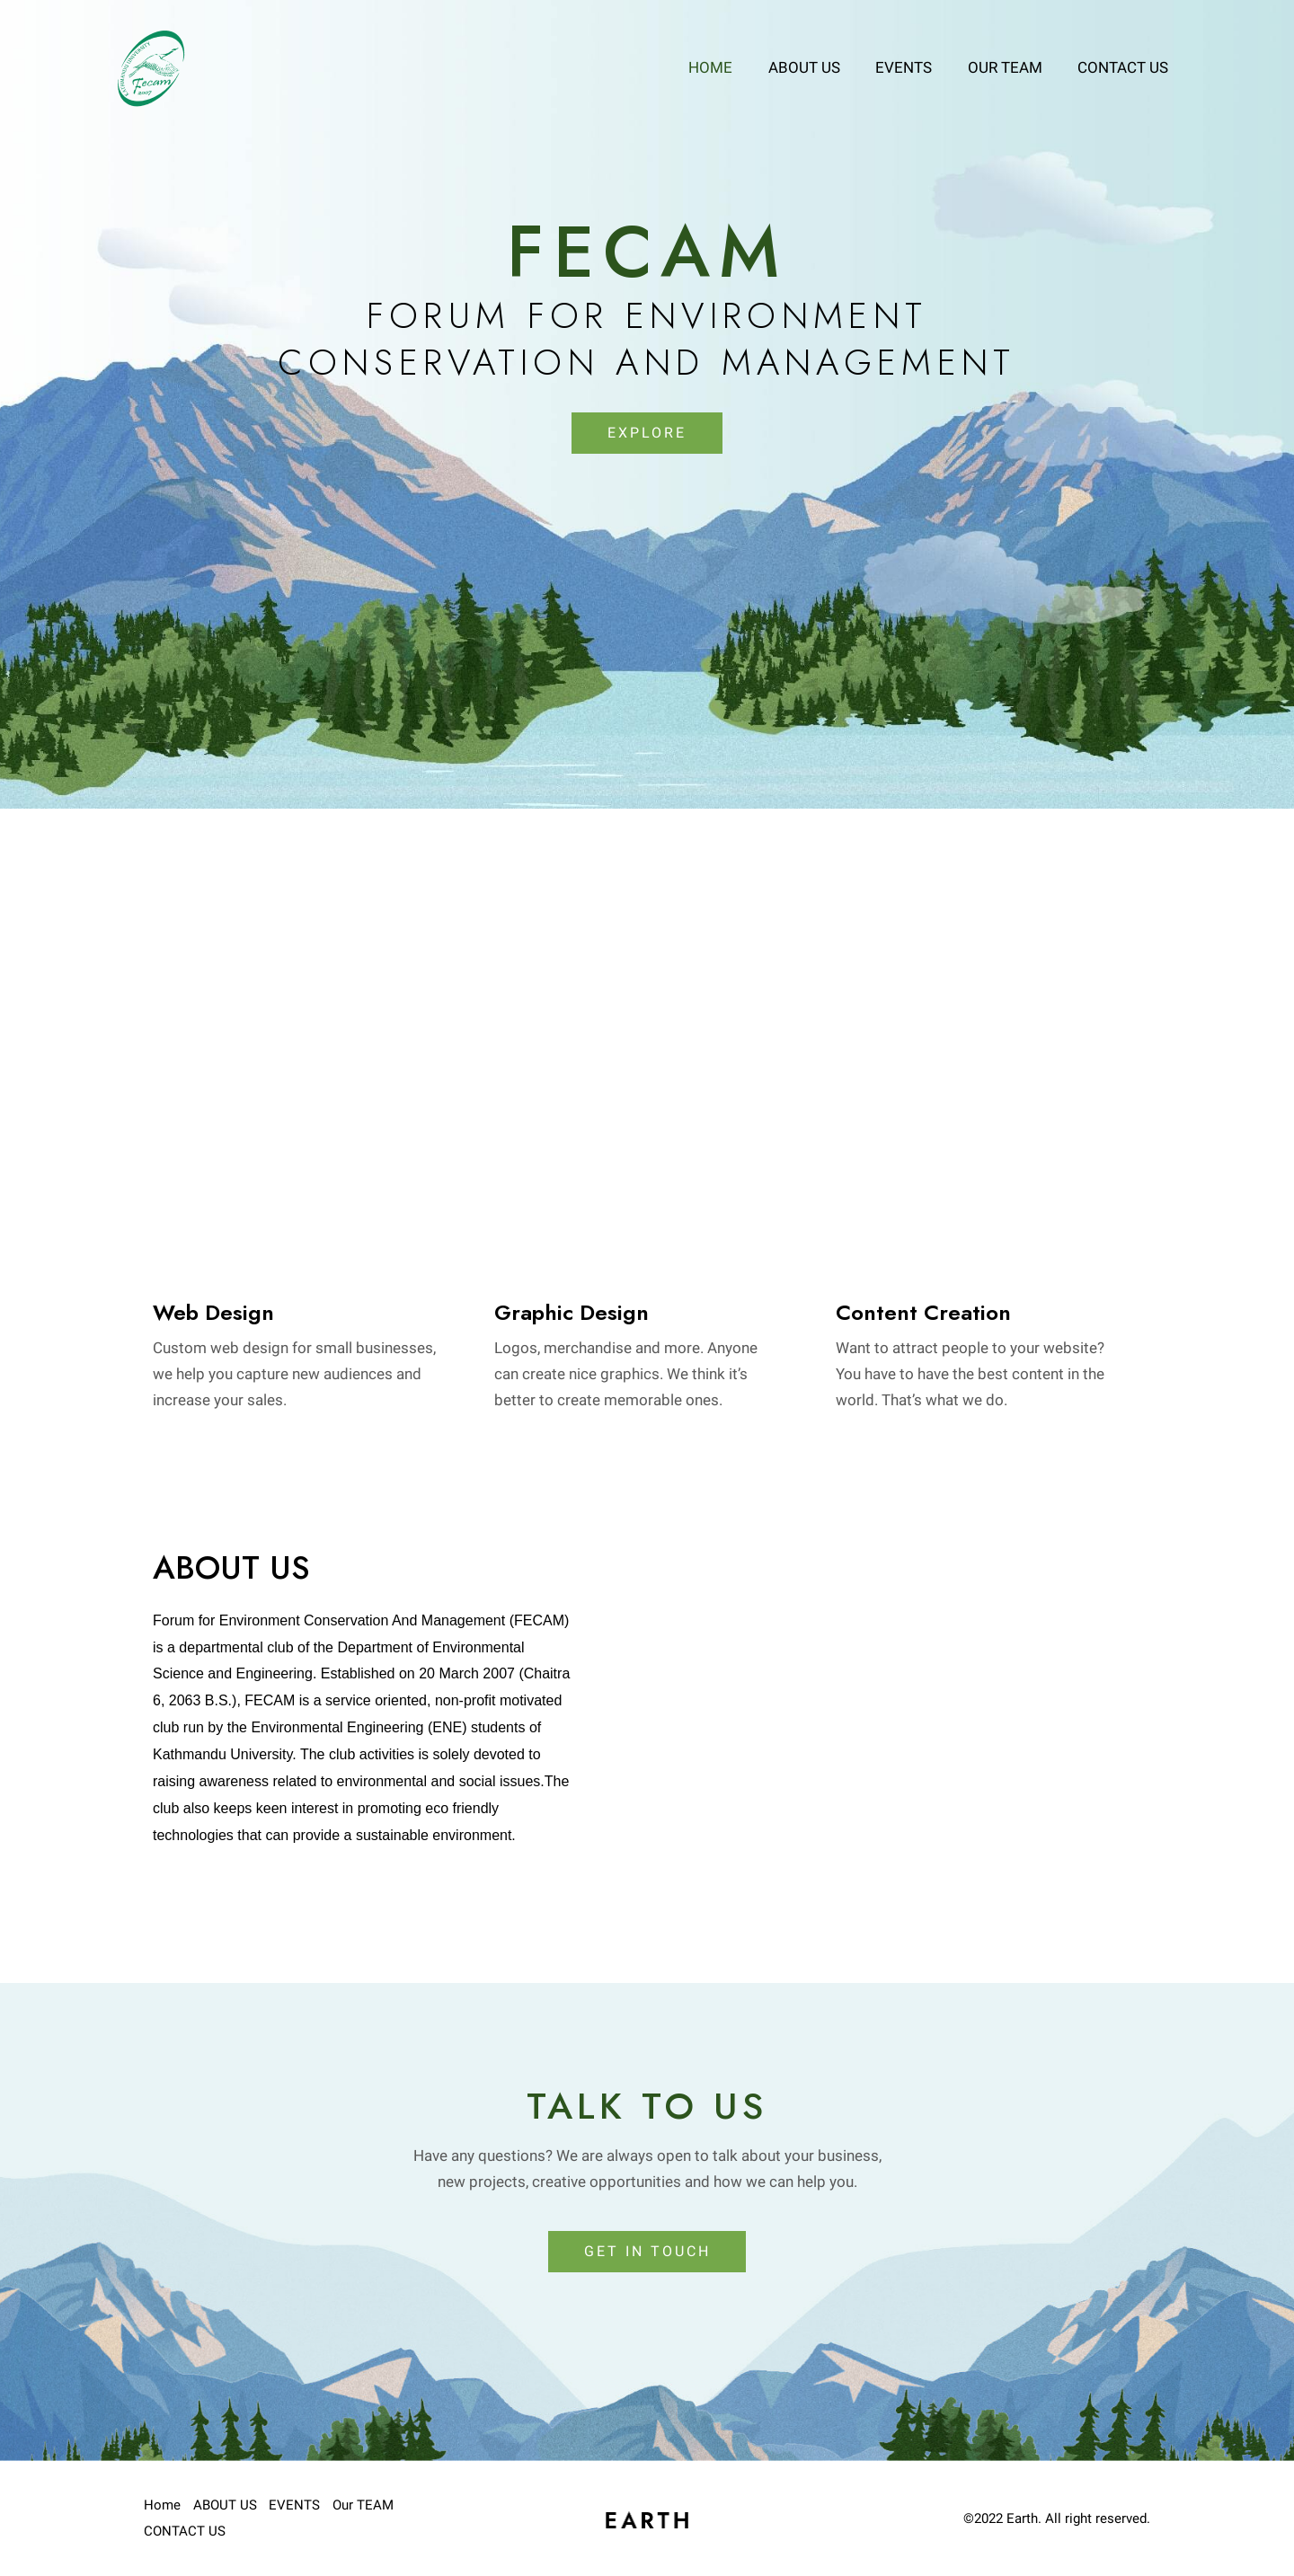 KATHMANDU UNIVERSITY
Fecam
2007
HOME ABOUT US EVENTS OUR TEAM CONTACT US
FECAM
FORUM FOR ENVIRONMENT
CONSERVATION AND MANAGEMENT
EXPLORE
Web Design
Custom web design for small businesses,
we help you capture new audiences and
increase your sales.
Graphic Design
Logos, merchandise and more. Anyone
can create nice graphics. We think it’s
better to create memorable ones.
Content Creation
Want to attract people to your website?
You have to have the best content in the
world. That’s what we do.
ABOUT US
Forum for Environment Conservation And Management (FECAM)
is a departmental club of the Department of Environmental
Science and Engineering. Established on 20 March 2007 (Chaitra
6, 2063 B.S.), FECAM is a service oriented, non-profit motivated
club run by the Environmental Engineering (ENE) students of
Kathmandu University. The club activities is solely devoted to
raising awareness related to environmental and social issues.The
club also keeps keen interest in promoting eco friendly
technologies that can provide a sustainable environment.
TALK TO US
Have any questions? We are always open to talk about your business,
new projects, creative opportunities and how we can help you.
GET IN TOUCH
Home ABOUT US EVENTS Our TEAM
CONTACT US
EARTH
©2022 Earth. All right reserved.